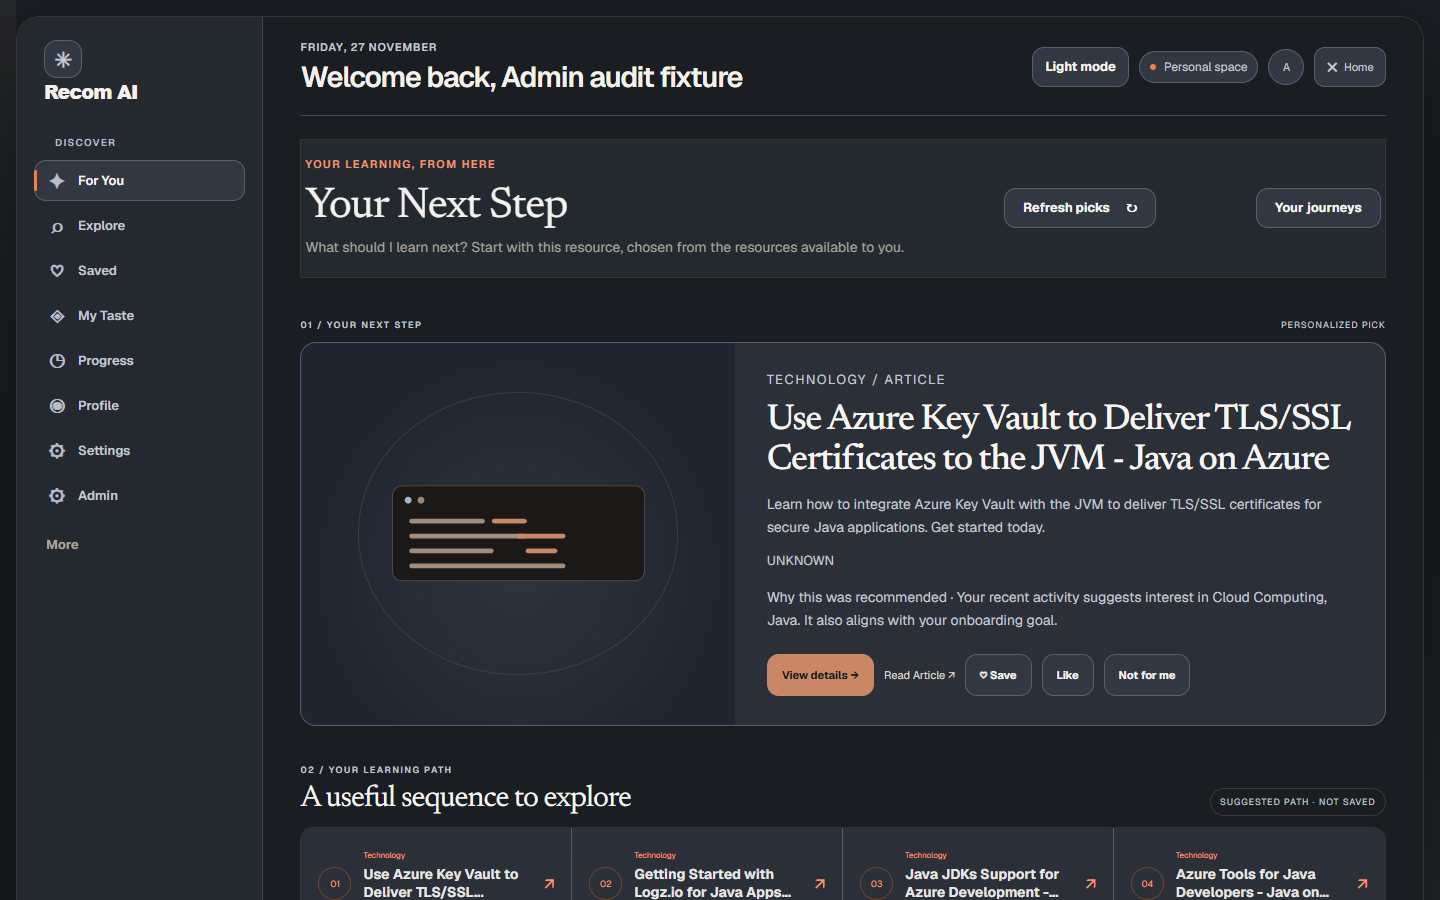 Recom AI
DISCOVER
For You
Explore
Saved
My Taste
Progress
Profile
Settings
Admin
More
FRIDAY, 27 NOVEMBER
Welcome back, Admin audit fixture
Light mode
Personal space
A
Home
YOUR LEARNING, FROM HERE
Your Next Step
What should I learn next? Start with this resource, chosen from the resources available to you.
Refresh picks ↻
Your journeys
01 / YOUR NEXT STEP
PERSONALIZED PICK
TECHNOLOGY / ARTICLE
Use Azure Key Vault to Deliver TLS/SSL
Certificates to the JVM - Java on Azure
Learn how to integrate Azure Key Vault with the JVM to deliver TLS/SSL certificates for
secure Java applications. Get started today.
UNKNOWN
Why this was recommended · Your recent activity suggests interest in Cloud Computing,
Java. It also aligns with your onboarding goal.
View details →
Read Article ↗
♡ Save
Like
Not for me
02 / YOUR LEARNING PATH
A useful sequence to explore
SUGGESTED PATH · NOT SAVED
01
Technology
Use Azure Key Vault to
Deliver TLS/SSL...
↗
02
Technology
Getting Started with
Logz.io for Java Apps...
↗
03
Technology
Java JDKs Support for
Azure Development -...
↗
04
Technology
Azure Tools for Java
Developers - Java on...
↗